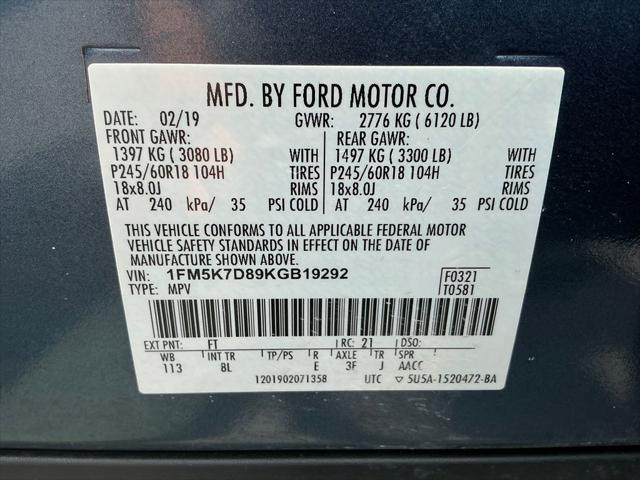 MFD. BY FORD MOTOR CO.
DATE: 02/19 GVWR: 2776 KG ( 6120 LB)
FRONT GAWR: REAR GAWR:
1397 KG ( 3080 LB) WITH 1497 KG ( 3300 LB) WITH
P245/60R18 104H TIRES P245/60R18 104H TIRES
18x8.0J RIMS 18x8.0J RIMS
AT 240 kPa/ 35 PSI COLD AT 240 kPa/ 35 PSI COLD
THIS VEHICLE CONFORMS TO ALL APPLICABLE FEDERAL MOTOR
VEHICLE SAFETY STANDARDS IN EFFECT ON THE DATE OF
MANUFACTURE SHOWN ABOVE.
VIN: 1FM5K7D89KGB19292 F0321
TYPE: MPV T0581
EXT PNT: FT RC: 21 DSO:
WB INT TR TP/PS R AXLE TR SPR
113 8L E 3F J AACC
1201902071358 UTC ▽ 5U5A-1520472-BA